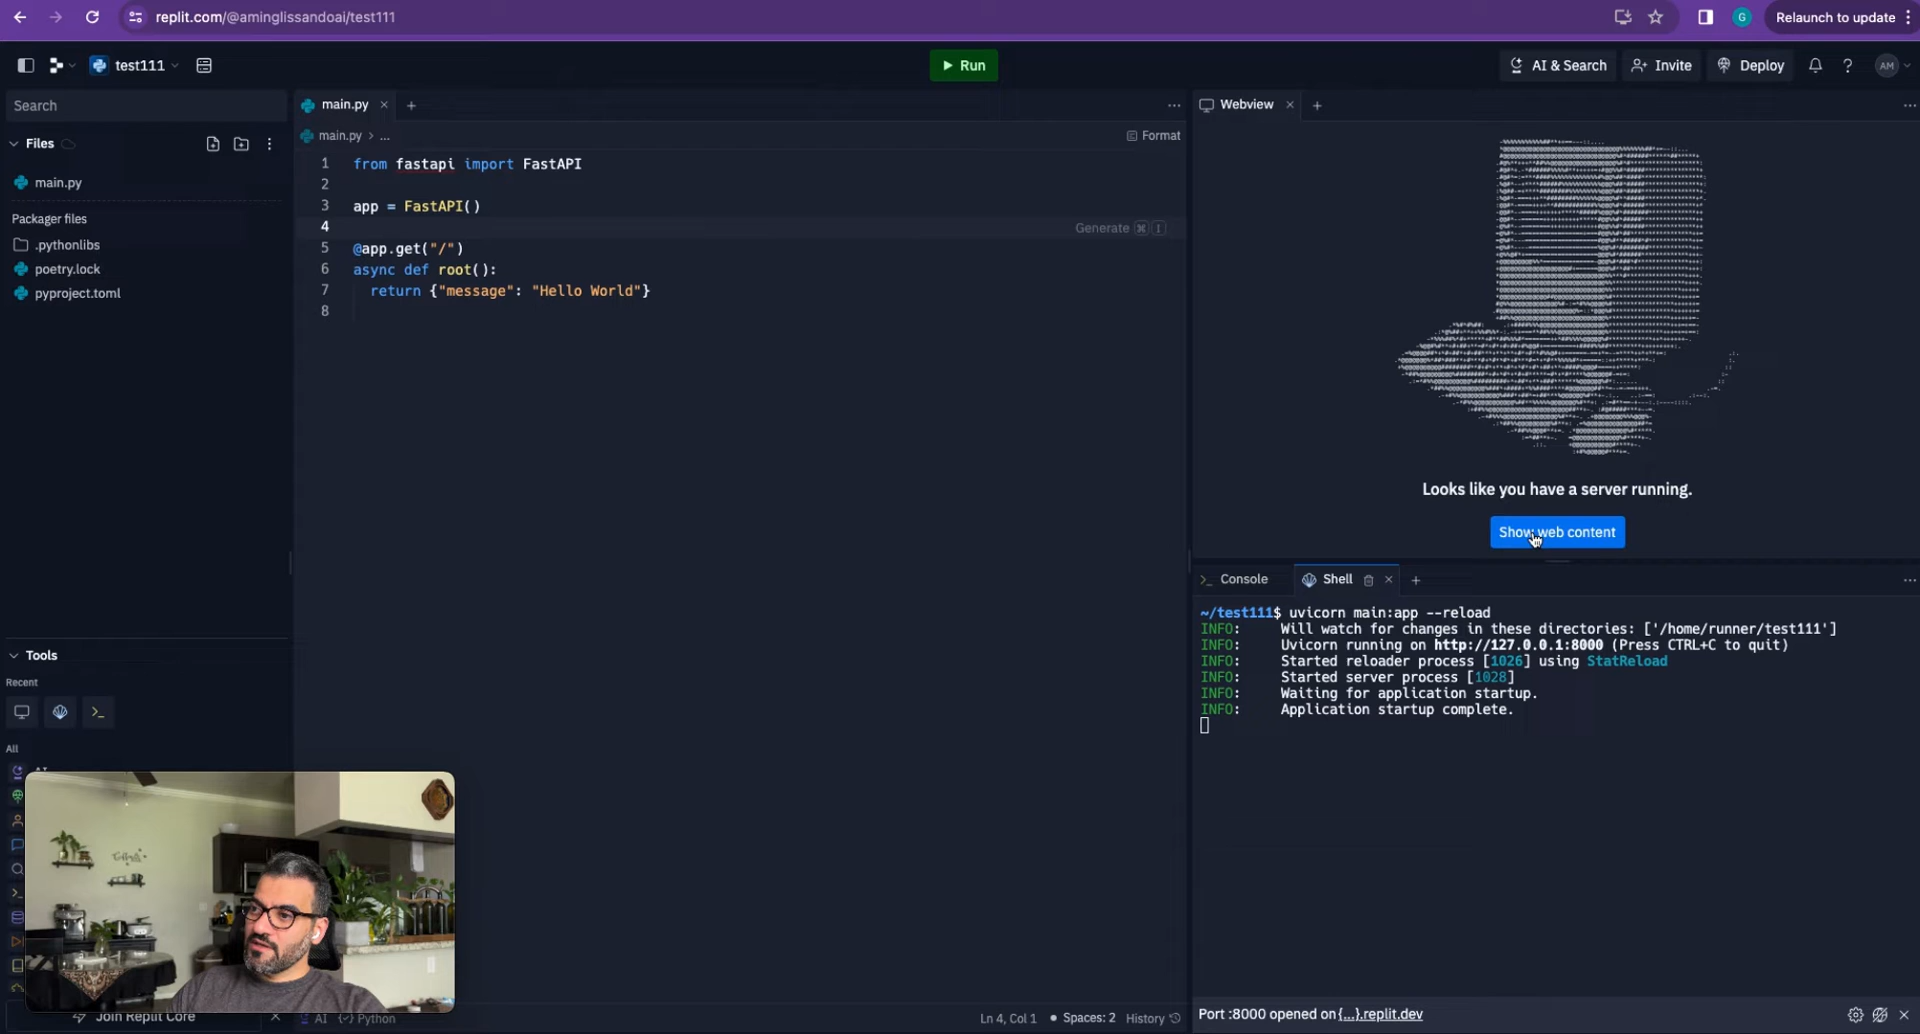 replit.com/@aminglissandoai/test111
G
Relaunch to update
test111
Run
AI & Search
Invite
Deploy
?
AM
Search
Files
main.py
Packager files
.pythonlibs
poetry.lock
pyproject.toml
Tools
Recent
All
Join Replit Core
main.py
main.py > ...
Format
1 from fastapi import FastAPI
2
3 app = FastAPI()
4
Generate ⌘ I
5 @app.get("/")
6 async def root():
7 return {"message": "Hello World"}
8
AI
Python
Ln 4, Col 1
Spaces: 2
History
Webview
Looks like you have a server running.
Show web content
Console
Shell
~/test111$ uvicorn main:app --reload
INFO: Will watch for changes in these directories: ['/home/runner/test111']
INFO: Uvicorn running on http://127.0.0.1:8000 (Press CTRL+C to quit)
INFO: Started reloader process [1026] using StatReload
INFO: Started server process [1028]
INFO: Waiting for application startup.
INFO: Application startup complete.
Port :8000 opened on {...}.replit.dev